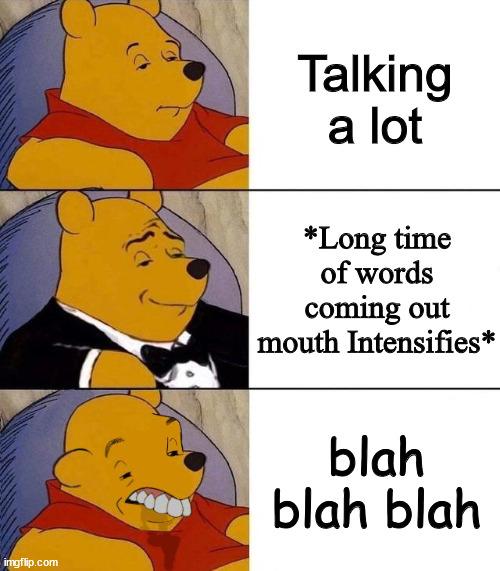 Talking
a lot
*Long time
of words
coming out
mouth Intensifies*
blah
blah blah
imgflip.com